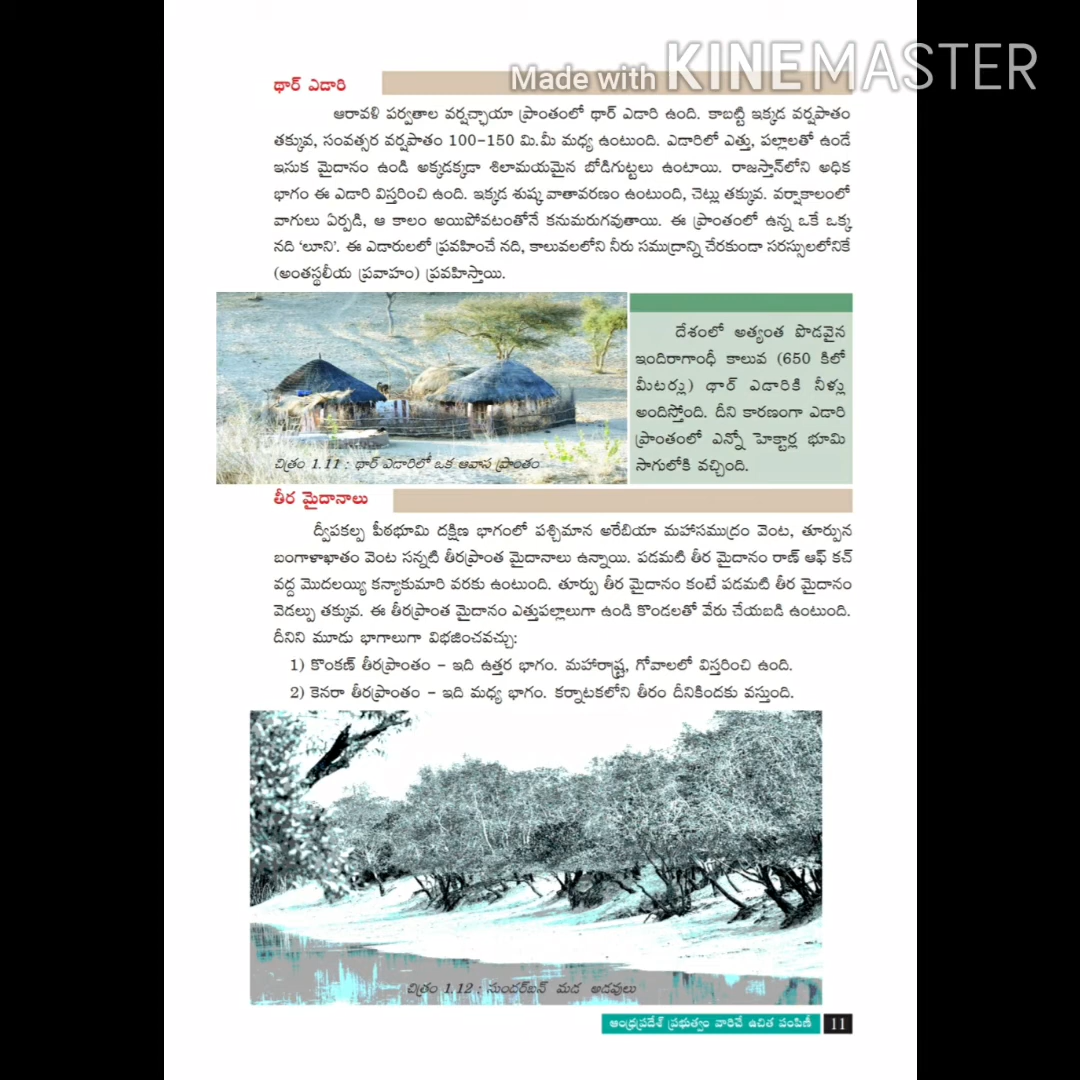 Made with KINEMASTER
థార్ ఎడారి
ఆరావళి పర్వతాల వర్షచ్ఛాయా ప్రాంతంలో థార్ ఎడారి ఉంది. కాబట్టి ఇక్కడ వర్షపాతం
తక్కువ, సంవత్సర వర్షపాతం 100-150 మి.మీ మధ్య ఉంటుంది. ఎడారిలో ఎత్తు, పల్లాలతో ఉండే
ఇసుక మైదానం ఉండి అక్కడక్కడా శిలామయమైన బోడిగుట్టలు ఉంటాయి. రాజస్తాన్‌లోని అధిక
భాగం ఈ ఎడారి విస్తరించి ఉంది. ఇక్కడ శుష్క వాతావరణం ఉంటుంది, చెట్లు తక్కువ. వర్షాకాలంలో
వాగులు ఏర్పడి, ఆ కాలం అయిపోవటంతోనే కనుమరుగవుతాయి. ఈ ప్రాంతంలో ఉన్న ఒకే ఒక్క
నది ‘లూని’. ఈ ఎడారులలో ప్రవహించే నది, కాలువలలోని నీరు సముద్రాన్ని చేరకుండా సరస్సులలోనికే
(అంతస్థలీయ ప్రవాహం) ప్రవహిస్తాయి.
దేశంలో అత్యంత పొడవైన
ఇందిరాగాంధీ కాలువ (650 కిలో
మీటర్లు) థార్ ఎడారికి నీళ్లు
అందిస్తోంది. దీని కారణంగా ఎడారి
ప్రాంతంలో ఎన్నో హెక్టార్ల భూమి
సాగులోకి వచ్చింది.
చిత్రం 1.11 : థార్ ఎడారిలో ఒక ఆవాస ప్రాంతం
తీర మైదానాలు
ద్వీపకల్ప పీఠభూమి దక్షిణ భాగంలో పశ్చిమాన అరేబియా మహాసముద్రం వెంట, తూర్పున
బంగాళాఖాతం వెంట సన్నటి తీరప్రాంత మైదానాలు ఉన్నాయి. పడమటి తీర మైదానం రాణ్ ఆఫ్ కచ్
వద్ద మొదలయ్యి కన్యాకుమారి వరకు ఉంటుంది. తూర్పు తీర మైదానం కంటే పడమటి తీర మైదానం
వెడల్పు తక్కువ. ఈ తీరప్రాంత మైదానం ఎత్తుపల్లాలుగా ఉండి కొండలతో వేరు చేయబడి ఉంటుంది.
దీనిని మూడు భాగాలుగా విభజించవచ్చు:
1) కొంకణ్ తీరప్రాంతం - ఇది ఉత్తర భాగం. మహారాష్ట్ర, గోవాలలో విస్తరించి ఉంది.
2) కెనరా తీరప్రాంతం - ఇది మధ్య భాగం. కర్నాటకలోని తీరం దీనికిందకు వస్తుంది.
చిత్రం 1.12 : సుందర్‌బన్ మడ అడవులు
ఆంధ్రప్రదేశ్ ప్రభుత్వం వారిచే ఉచిత పంపిణీ 11